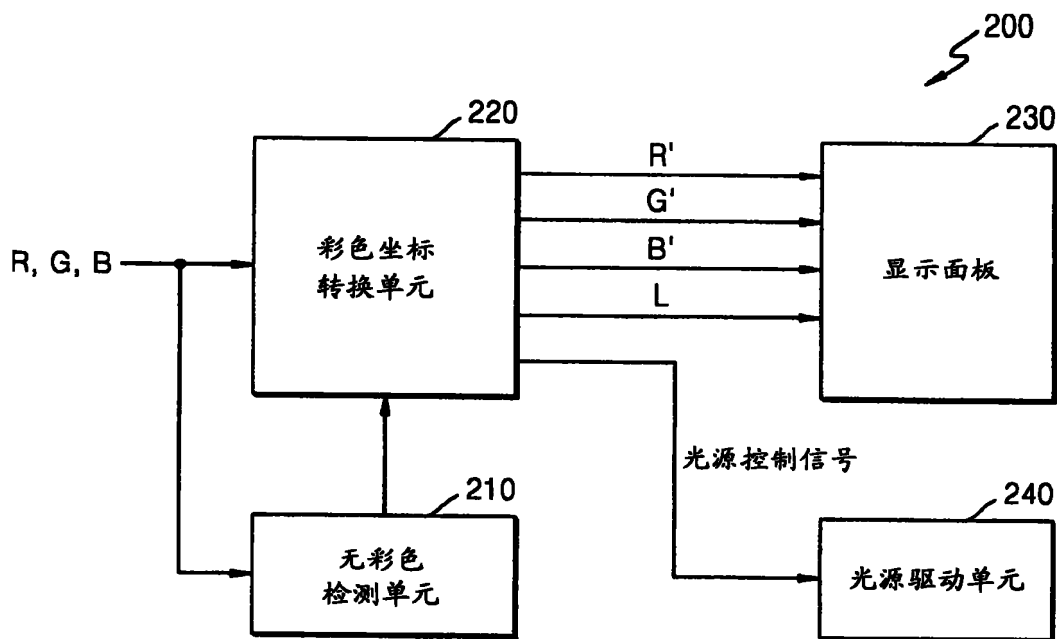 200
220
230
R'
G'
B'
L
R, G, B
彩色坐标
转换单元
显示面板
光源控制信号
210
240
无彩色
检测单元
光源驱动单元